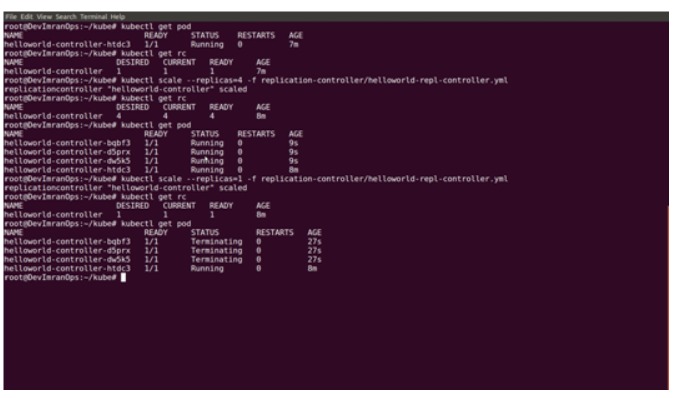 File Edit View Search Terminal Help
root@DevImranOps:~/kube# kubectl get pod
NAME READY STATUS RESTARTS AGE
helloworld-controller-htdc3 1/1 Running 0 7m
root@DevImranOps:~/kube# kubectl get rc
NAME DESIRED CURRENT READY AGE
helloworld-controller 1 1 1 7m
root@DevImranOps:~/kube# kubectl scale --replicas=4 -f replication-controller/helloworld-repl-controller.yml
replicationcontroller "helloworld-controller" scaled
root@DevImranOps:~/kube# kubectl get rc
NAME DESIRED CURRENT READY AGE
helloworld-controller 4 4 4 8m
root@DevImranOps:~/kube# kubectl get pod
NAME READY STATUS RESTARTS AGE
helloworld-controller-bqbf3 1/1 Running 0 9s
helloworld-controller-d5prx 1/1 Running 0 9s
helloworld-controller-dw5k5 1/1 Running 0 9s
helloworld-controller-htdc3 1/1 Running 0 8m
root@DevImranOps:~/kube# kubectl scale --replicas=1 -f replication-controller/helloworld-repl-controller.yml
replicationcontroller "helloworld-controller" scaled
root@DevImranOps:~/kube# kubectl get rc
NAME DESIRED CURRENT READY AGE
helloworld-controller 1 1 1 8m
root@DevImranOps:~/kube# kubectl get pod
NAME READY STATUS RESTARTS AGE
helloworld-controller-bqbf3 1/1 Terminating 0 27s
helloworld-controller-d5prx 1/1 Terminating 0 27s
helloworld-controller-dw5k5 1/1 Terminating 0 27s
helloworld-controller-htdc3 1/1 Running 0 8m
root@DevImranOps:~/kube#